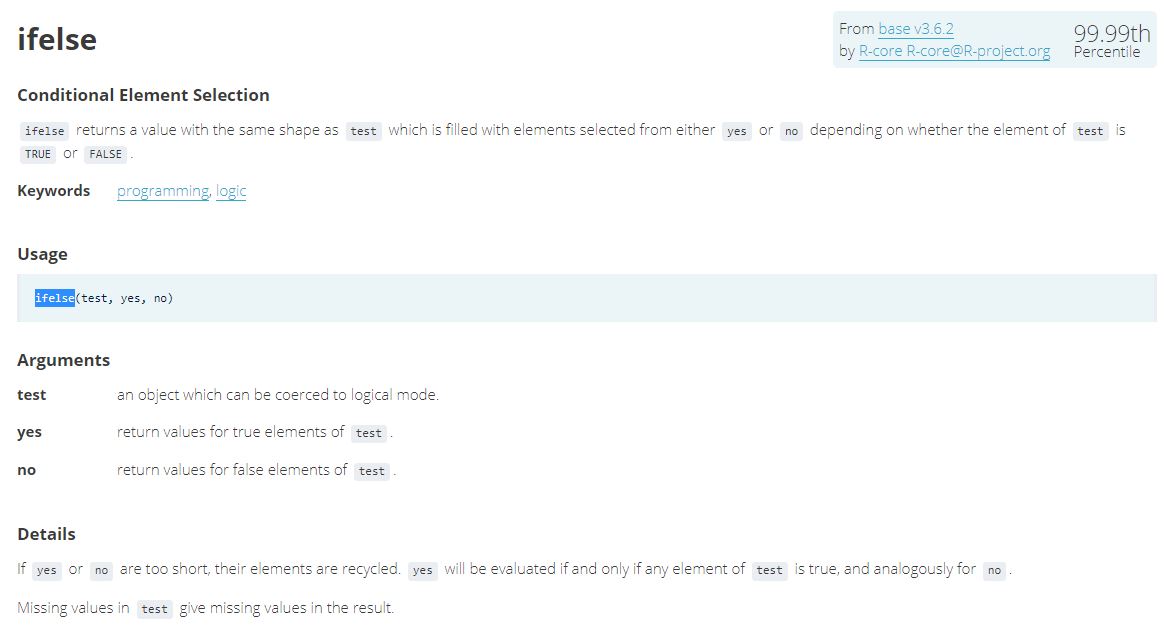 ifelse
From base v3.6.2
by R-core R-core@R-project.org
99.99th
Percentile
Conditional Element Selection
ifelse returns a value with the same shape as test which is filled with elements selected from either yes or no depending on whether the element of test is
TRUE or FALSE .
Keywords programming, logic
Usage
ifelse(test, yes, no)
Arguments
test an object which can be coerced to logical mode.
yes return values for true elements of test .
no return values for false elements of test .
Details
If yes or no are too short, their elements are recycled. yes will be evaluated if and only if any element of test is true, and analogously for no .
Missing values in test give missing values in the result.